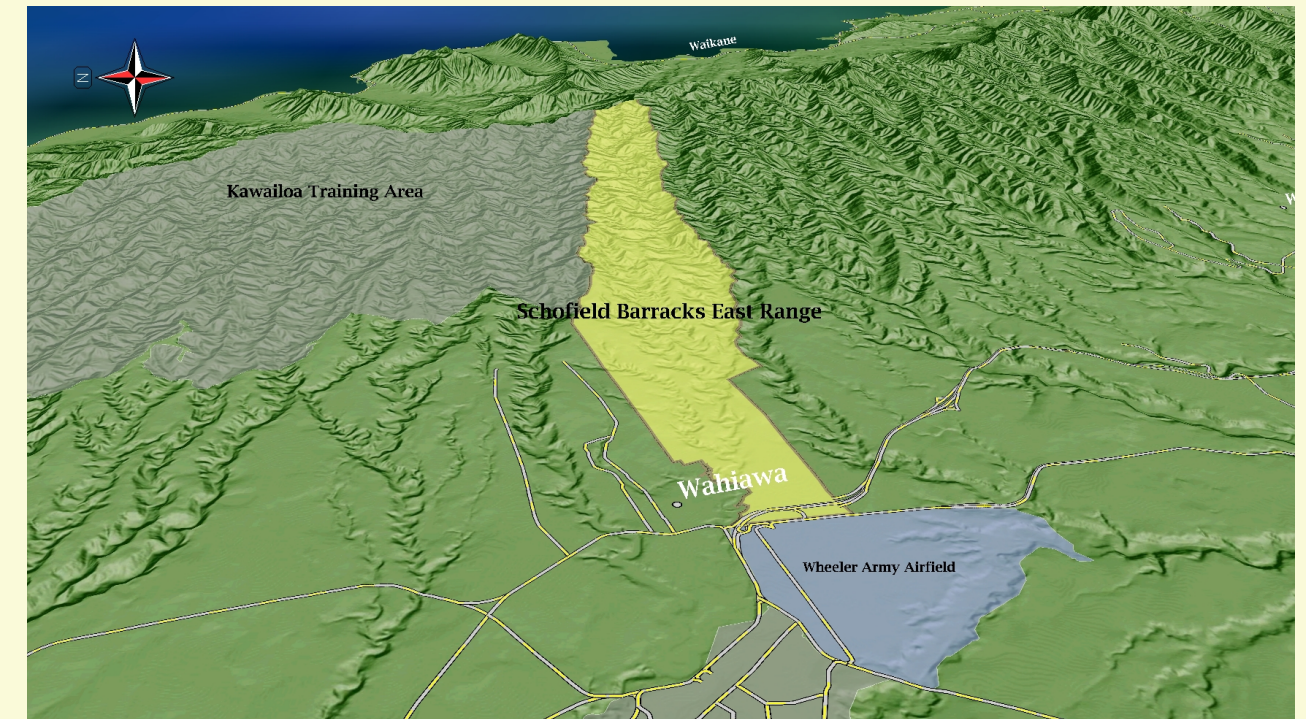 Waikane
N
Kawailoa Training Area
W
Schofield Barracks East Range
Wahiawa
Wheeler Army Airfield